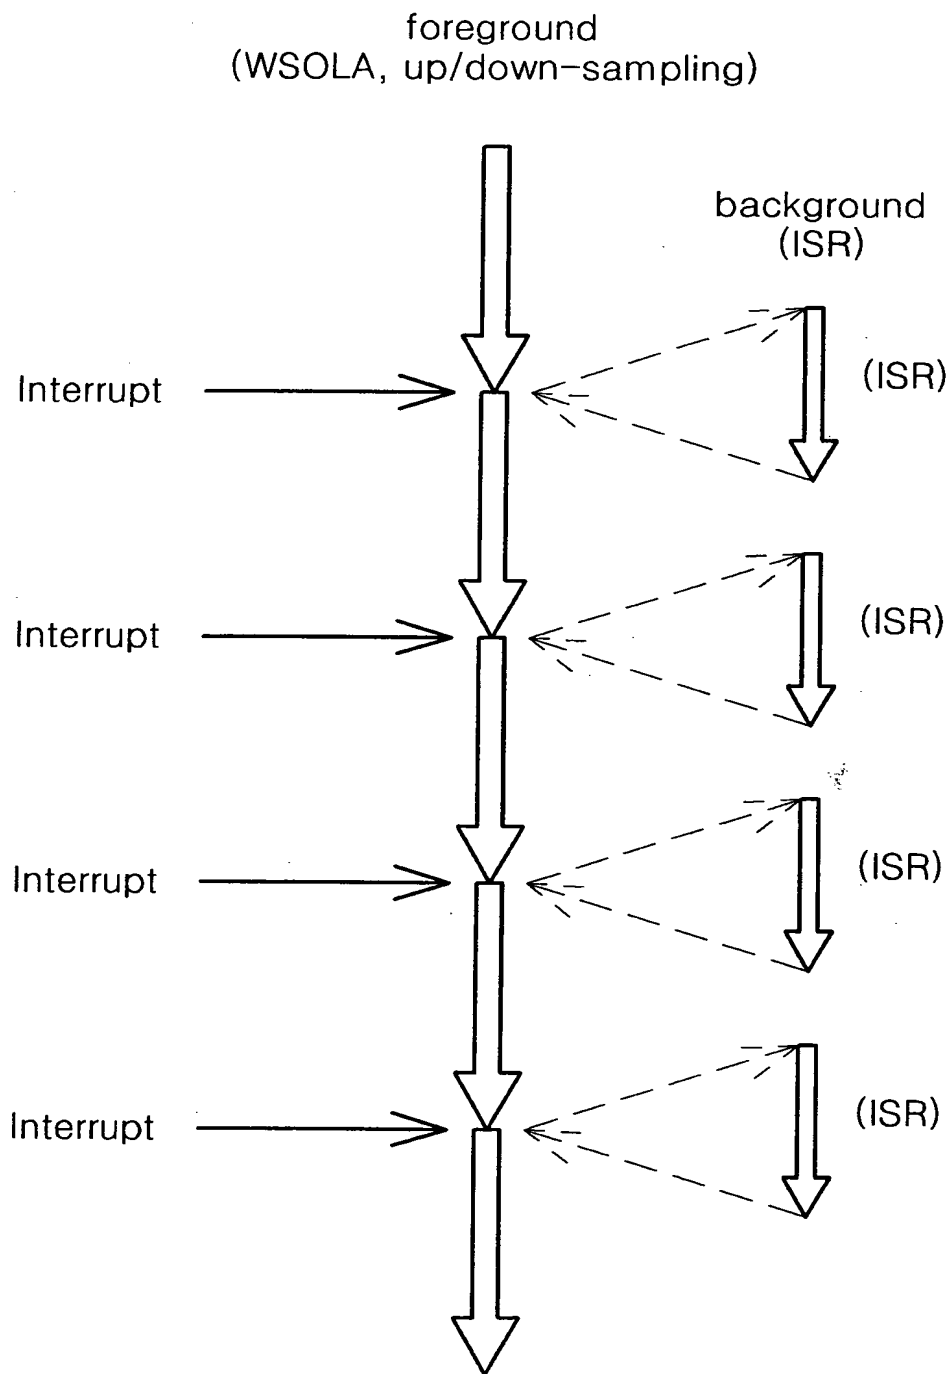 foreground
(WSOLA, up/down-sampling)
background
(ISR)
Interrupt
(ISR)
Interrupt
(ISR)
Interrupt
(ISR)
Interrupt
(ISR)